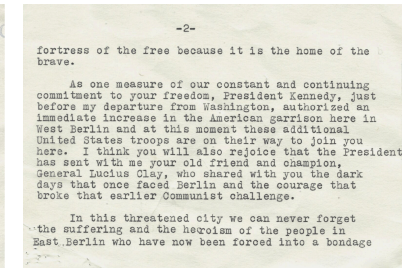 -2-
fortress of the free because it is the home of the
brave.
As one measure of our constant and continuing
commitment to your freedom, President Kennedy, just
before my departure from Washington, authorized an
immediate increase in the American garrison here in
West Berlin and at this moment these additional
United States troops are on their way to join you
here. I think you will also rejoice that the President
has sent with me your old friend and champion,
General Lucius Clay, who shared with you the dark
days that once faced Berlin and the courage that
broke that earlier Communist challenge.
In this threatened city we can never forget
the suffering and the heroism of the people in
East Berlin who have now been forced into a bondage